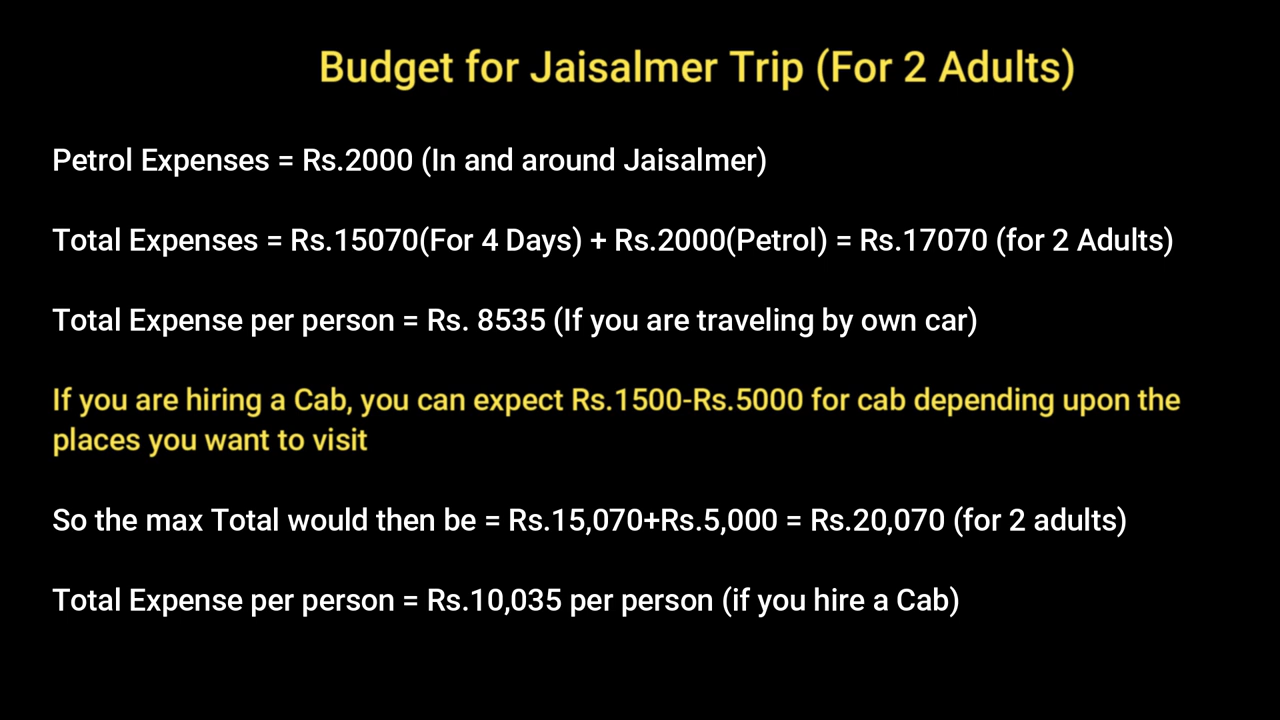 Budget for Jaisalmer Trip (For 2 Adults)
Petrol Expenses = Rs.2000 (In and around Jaisalmer)
Total Expenses = Rs.15070(For 4 Days) + Rs.2000(Petrol) = Rs.17070 (for 2 Adults)
Total Expense per person = Rs. 8535 (If you are traveling by own car)
If you are hiring a Cab, you can expect Rs.1500-Rs.5000 for cab depending upon the
places you want to visit
So the max Total would then be = Rs.15,070+Rs.5,000 = Rs.20,070 (for 2 adults)
Total Expense per person = Rs.10,035 per person (if you hire a Cab)